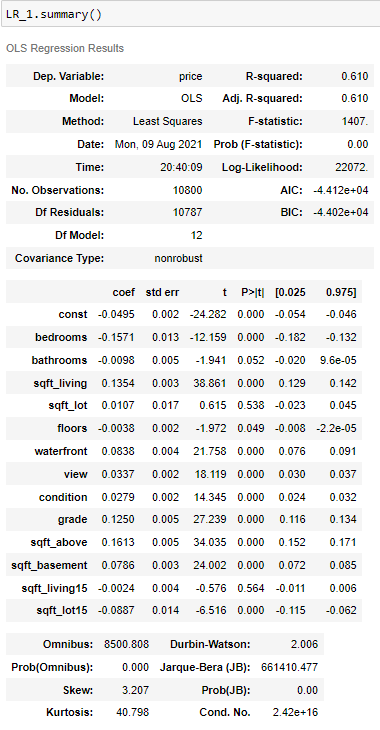 LR_1.summary()
OLS Regression Results
Dep. Variable: price R-squared: 0.610
Model: OLS Adj. R-squared: 0.610
Method: Least Squares F-statistic: 1407.
Date: Mon, 09 Aug 2021 Prob (F-statistic): 0.00
Time: 20:40:09 Log-Likelihood: 22072.
No. Observations: 10800 AIC: -4.412e+04
Df Residuals: 10787 BIC: -4.402e+04
Df Model: 12
Covariance Type: nonrobust
coef std err t P>|t| [0.025 0.975]
const -0.0495 0.002 -24.282 0.000 -0.054 -0.046
bedrooms -0.1571 0.013 -12.159 0.000 -0.182 -0.132
bathrooms -0.0098 0.005 -1.941 0.052 -0.020 9.6e-05
sqft_living 0.1354 0.003 38.861 0.000 0.129 0.142
sqft_lot 0.0107 0.017 0.615 0.538 -0.023 0.045
floors -0.0038 0.002 -1.972 0.049 -0.008 -2.2e-05
waterfront 0.0838 0.004 21.758 0.000 0.076 0.091
view 0.0337 0.002 18.119 0.000 0.030 0.037
condition 0.0279 0.002 14.345 0.000 0.024 0.032
grade 0.1250 0.005 27.239 0.000 0.116 0.134
sqft_above 0.1613 0.005 34.035 0.000 0.152 0.171
sqft_basement 0.0786 0.003 24.002 0.000 0.072 0.085
sqft_living15 -0.0024 0.004 -0.576 0.564 -0.011 0.006
sqft_lot15 -0.0887 0.014 -6.516 0.000 -0.115 -0.062
Omnibus: 8500.808 Durbin-Watson: 2.006
Prob(Omnibus): 0.000 Jarque-Bera (JB): 661410.477
Skew: 3.207 Prob(JB): 0.00
Kurtosis: 40.798 Cond. No. 2.42e+16